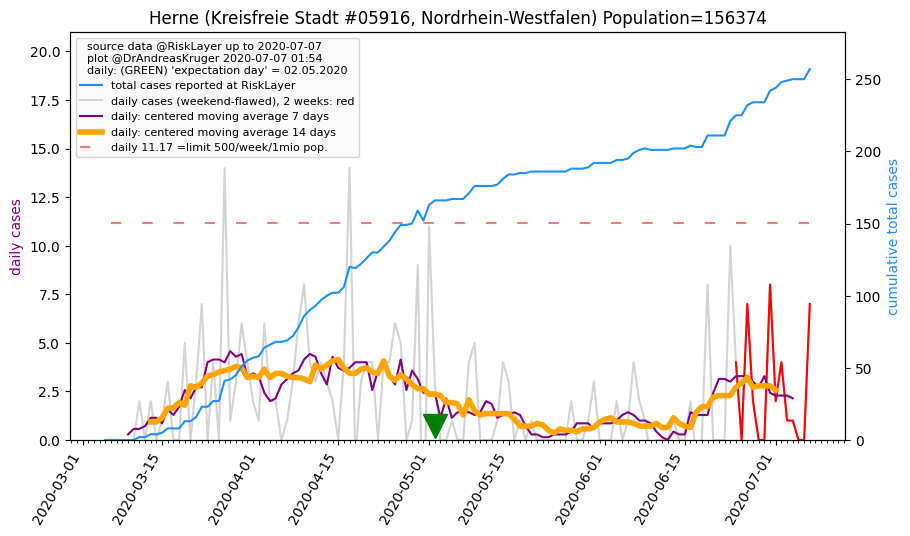 Herne (Kreisfreie Stadt #05916, Nordrhein-Westfalen) Population=156374
source data @RiskLayer up to 2020-07-07
plot @DrAndreasKruger 2020-07-07 01:54
daily: (GREEN) 'expectation day' = 02.05.2020
total cases reported at RiskLayer
daily cases (weekend-flawed), 2 weeks: red
daily: centered moving average 7 days
daily: centered moving average 14 days
daily 11.17 =limit 500/week/1mio pop.
daily cases
20.0
17.5
15.0
12.5
10.0
7.5
5.0
2.5
0.0
cumulative total cases
250
200
150
100
50
0
2020-03-01
2020-03-15
2020-04-01
2020-04-15
2020-05-01
2020-05-15
2020-06-01
2020-06-15
2020-07-01